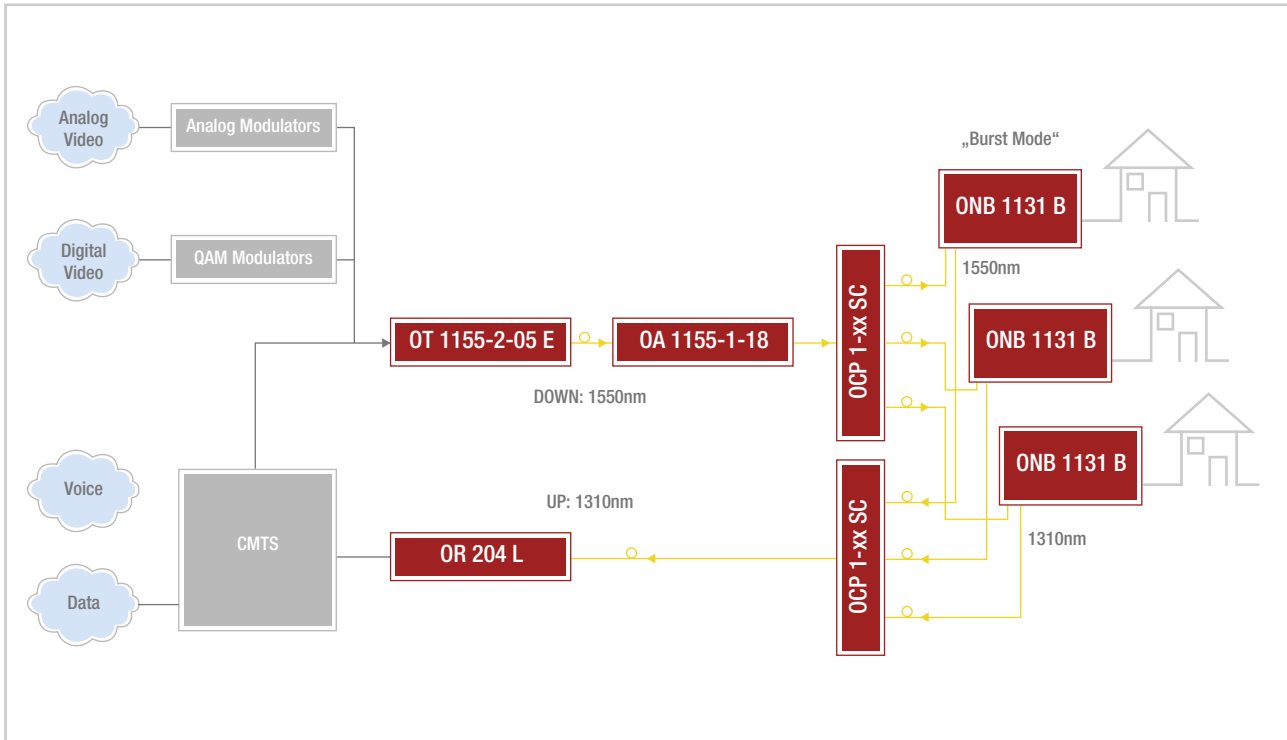 Analog
Video
Analog Modulators
„Burst Mode“
ONB 1131 B
Digital
Video
QAM Modulators
1550nm
OT 1155-2-05 E
OA 1155-1-18
OCP 1-xx SC
ONB 1131 B
DOWN: 1550nm
ONB 1131 B
Voice
UP: 1310nm
CMTS
OR 204 L
OCP 1-xx SC
1310nm
Data